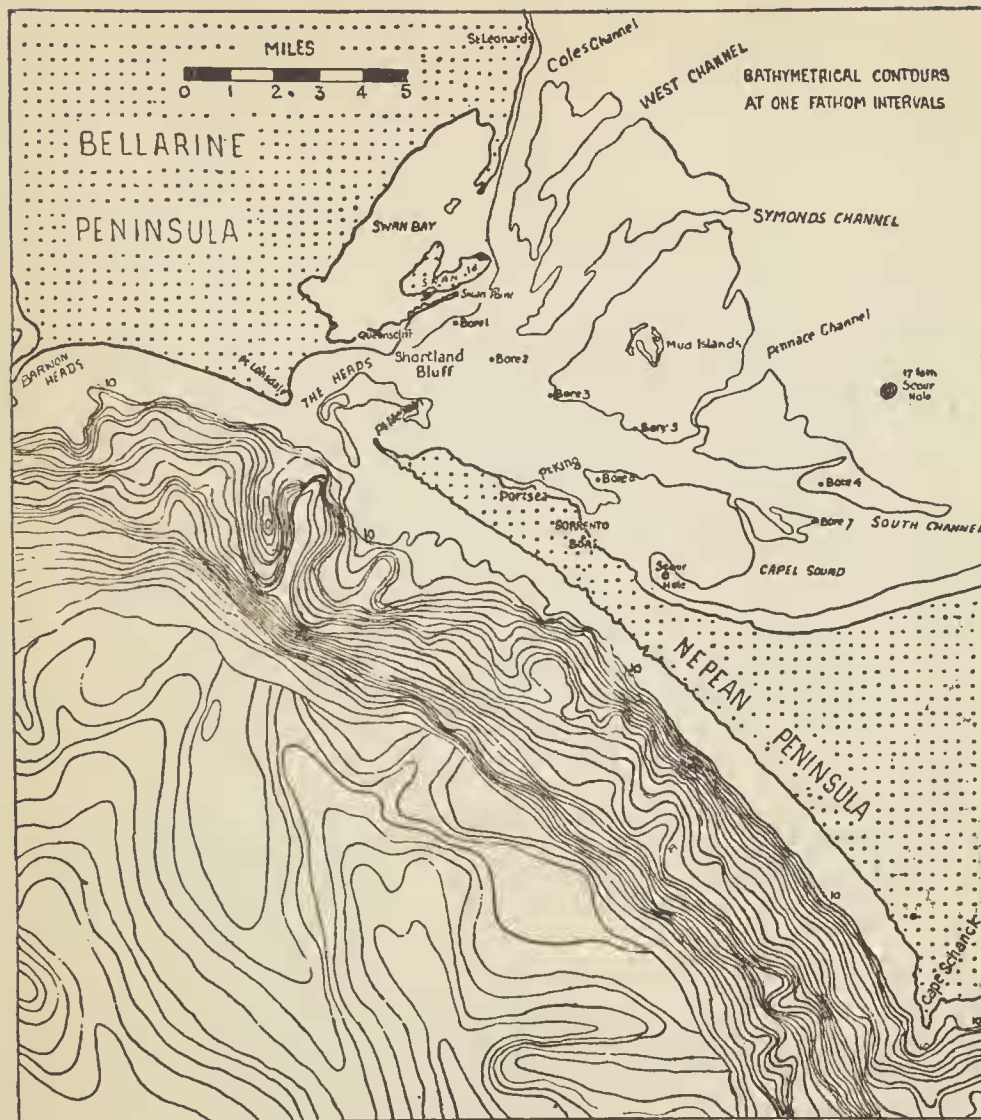 MILES
0 1 2 3 4 5
St Leonards
Coles Channel
WEST CHANNEL
BATHYMETRICAL CONTOURS
AT ONE FATHOM INTERVALS
BELLARINE
PENINSULA
SWAN BAY
SYMONDS CHANNEL
SWAN Id
Swan Point
Queenscliff
Bore 1
Shortland
Bluff
Bore 2
Mud Islands
Pinnace Channel
17 fath
Scour
Hole
BARWON
HEADS
10
Pt Lonsdale
THE HEADS
Bore 3
Bore 5
Pt King
Bore 6
Bore 4
Portsea
Bore 7
SOUTH CHANNEL
SORRENTO
BORE
10
Scour
Hole
CAPEL SOUND
NEPEAN
PENINSULA
10
10
Cape Schanck
10